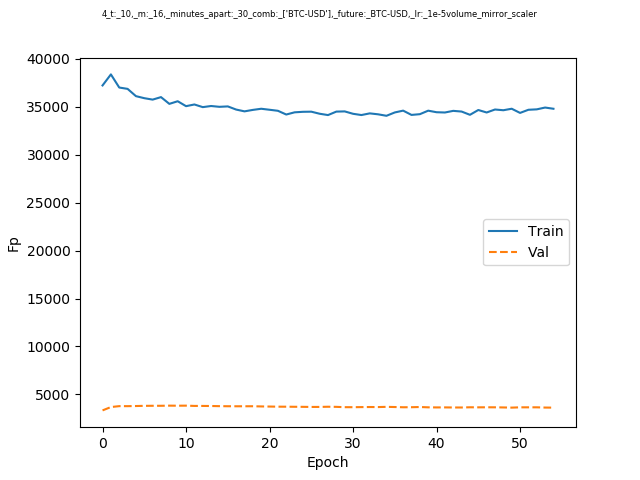 4_t:_10,_m:_16,_minutes_apart:_30_comb:_['BTC-USD'],_future:_BTC-USD,_lr:_1e-5volume_mirror_scaler
40000
35000
30000
25000
20000
15000
10000
5000
Fp
Train
Val
0 10 20 30 40 50
Epoch